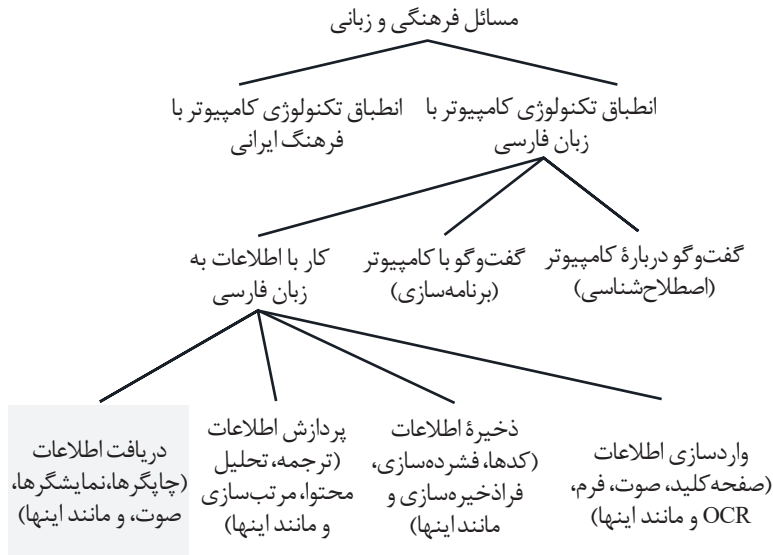 مسائل فرهنگی و زبانی
انطباق تکنولوژی کامپیوتر با
زبان فارسی
انطباق تکنولوژی کامپیوتر با
فرهنگ ایرانی
گفت‌وگو دربارهٔ کامپیوتر
(اصطلاح‌شناسی)
گفت‌وگو با کامپیوتر
(برنامه‌سازی)
کار با اطلاعات به
زبان فارسی
واردسازی اطلاعات
(صفحه‌کلید، صوت، فرم،
OCR و مانند اینها)
ذخیرهٔ اطلاعات
(کدها، فشرده‌سازی،
فراذخیره‌سازی و
مانند اینها)
پردازش اطلاعات
(ترجمه، تحلیل
محتوا، مرتب‌سازی
و مانند اینها)
دریافت اطلاعات
(چاپگرها،نمایشگرها،
صوت، و مانند اینها)